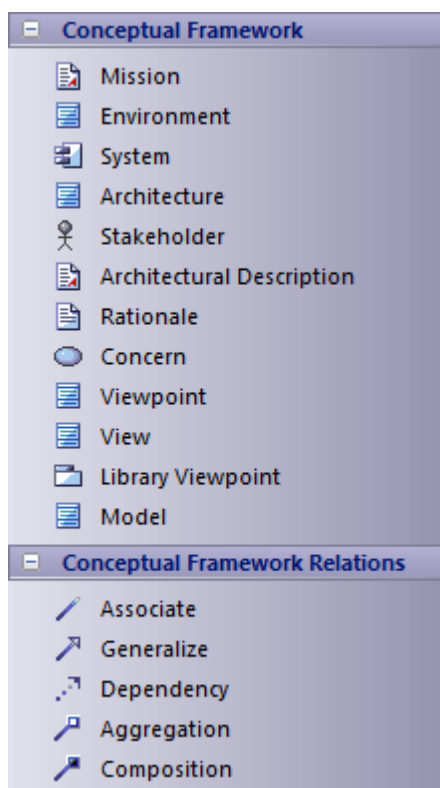 Conceptual Framework
Mission
Environment
System
Architecture
Stakeholder
Architectural Description
Rationale
Concern
Viewpoint
View
Library Viewpoint
Model
Conceptual Framework Relations
Associate
Generalize
Dependency
Aggregation
Composition